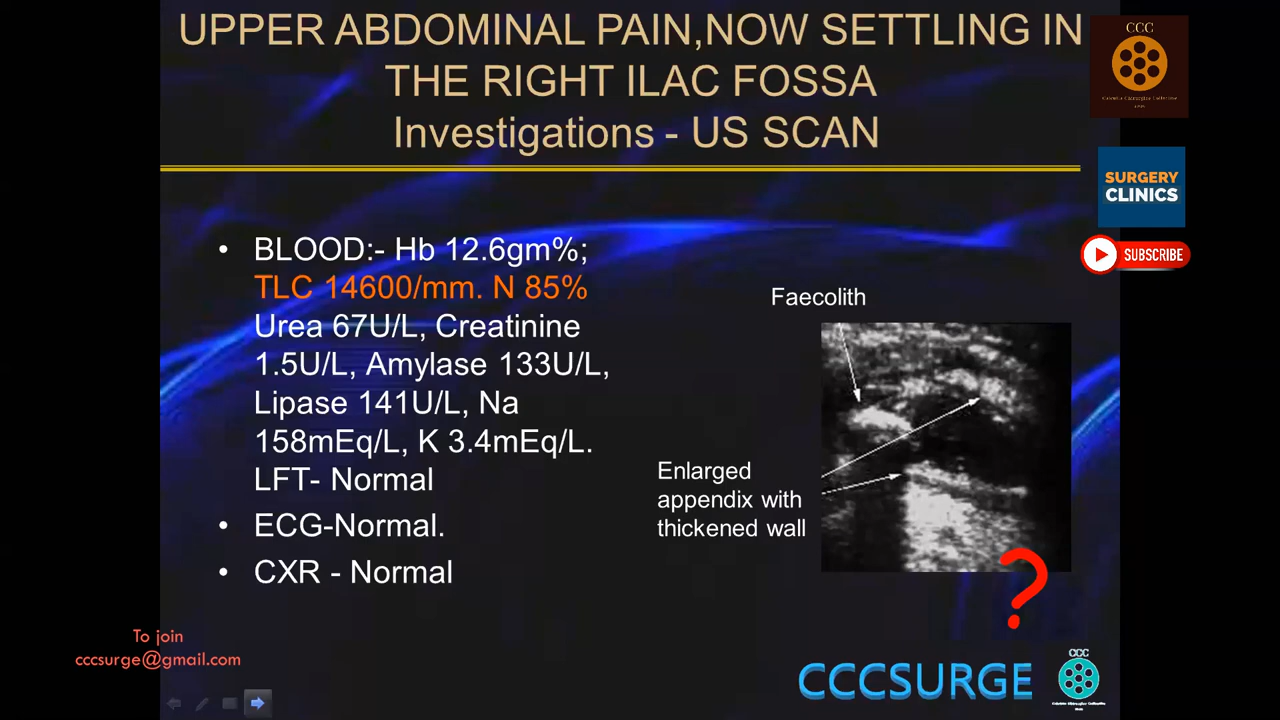 UPPER ABDOMINAL PAIN,NOW SETTLING IN
THE RIGHT ILAC FOSSA
Investigations - US SCAN
CCC
SURGERY
CLINICS
SUBSCRIBE
• BLOOD:- Hb 12.6gm%;
TLC 14600/mm. N 85%
Urea 67U/L, Creatinine
1.5U/L, Amylase 133U/L,
Lipase 141U/L, Na
158mEq/L, K 3.4mEq/L.
LFT- Normal
• ECG-Normal.
• CXR - Normal
Faecolith
Enlarged
appendix with
thickened wall
?
To join
cccsurge@gmail.com
CCCSURGE
CCC